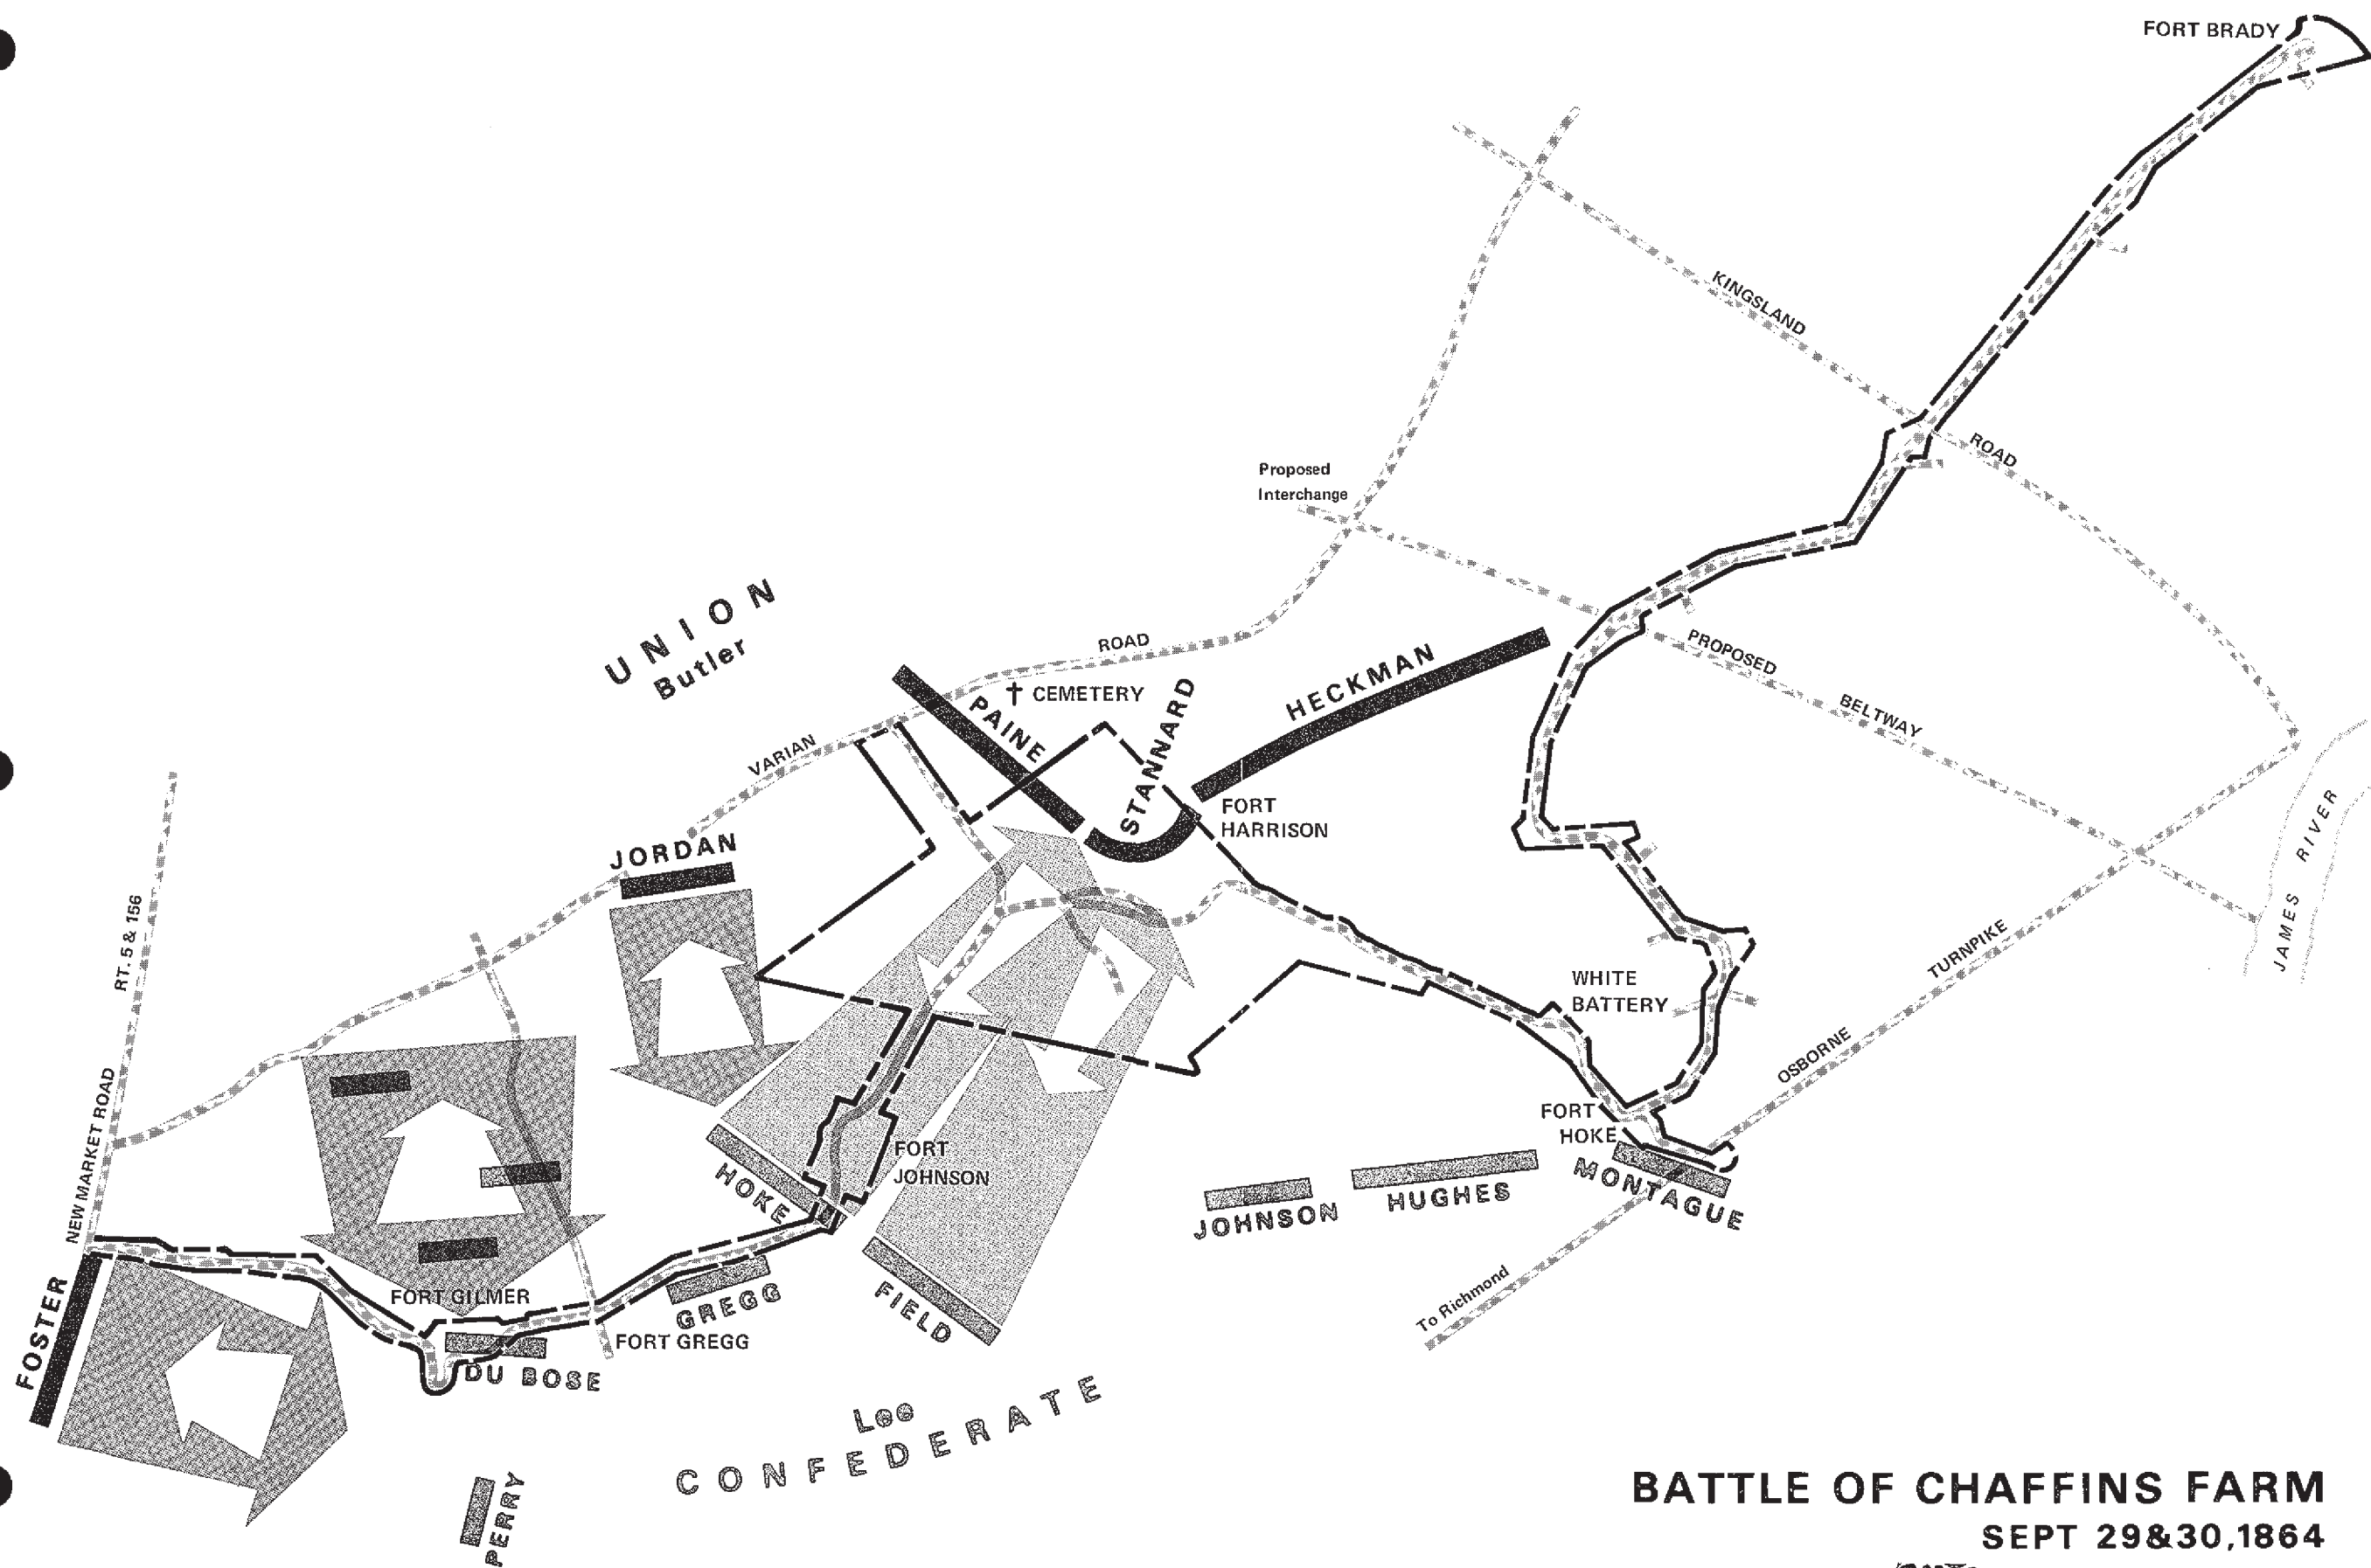 FORT BRADY
KINGSLAND
ROAD
Proposed
Interchange
UNION
Butler
ROAD
CEMETERY
PAINE
STANNARD
HECKMAN
PROPOSED
BELTWAY
VARIAN
FORT
HARRISON
JAMES RIVER
JORDAN
RT. 5 & 156
NEW MARKET ROAD
WHITE
BATTERY
TURNPIKE
OSBORNE
FORT
HOKE
FORT
JOHNSON
HOKE
JOHNSON
HUGHES
MONTAGUE
FOSTER
FORT GILMER
GREGG
FIELD
FORT GREGG
DU BOSE
To Richmond
Lee
CONFEDERATE
PERRY
BATTLE OF CHAFFINS FARM
SEPT 29&30,1864